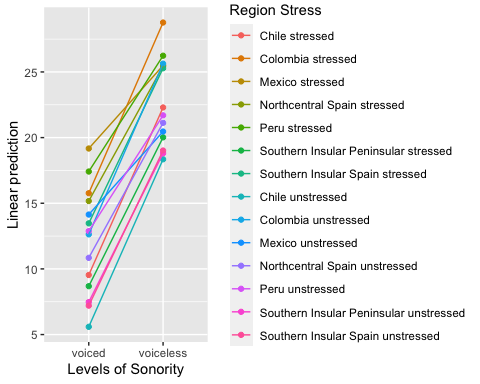 Region Stress
Chile stressed
Colombia stressed
Mexico stressed
Northcentral Spain stressed
Peru stressed
Southern Insular Peninsular stressed
Southern Insular Spain stressed
Chile unstressed
Colombia unstressed
Mexico unstressed
Northcentral Spain unstressed
Peru unstressed
Southern Insular Peninsular unstressed
Southern Insular Spain unstressed
Linear prediction
25
20
15
10
5
voiced voiceless
Levels of Sonority